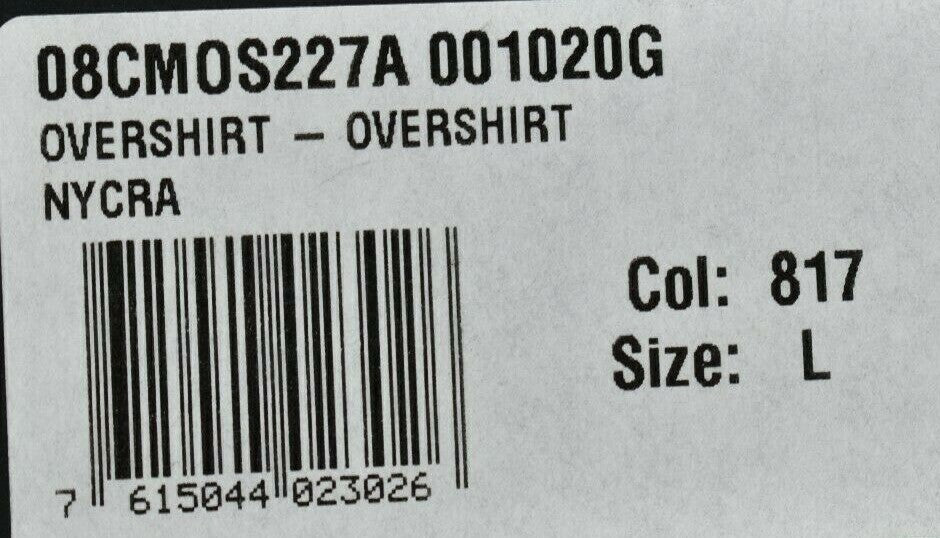 08CMOS227A 001020G
OVERSHIRT – OVERSHIRT
NYCRA
Col: 817
Size: L
7 615044 023026